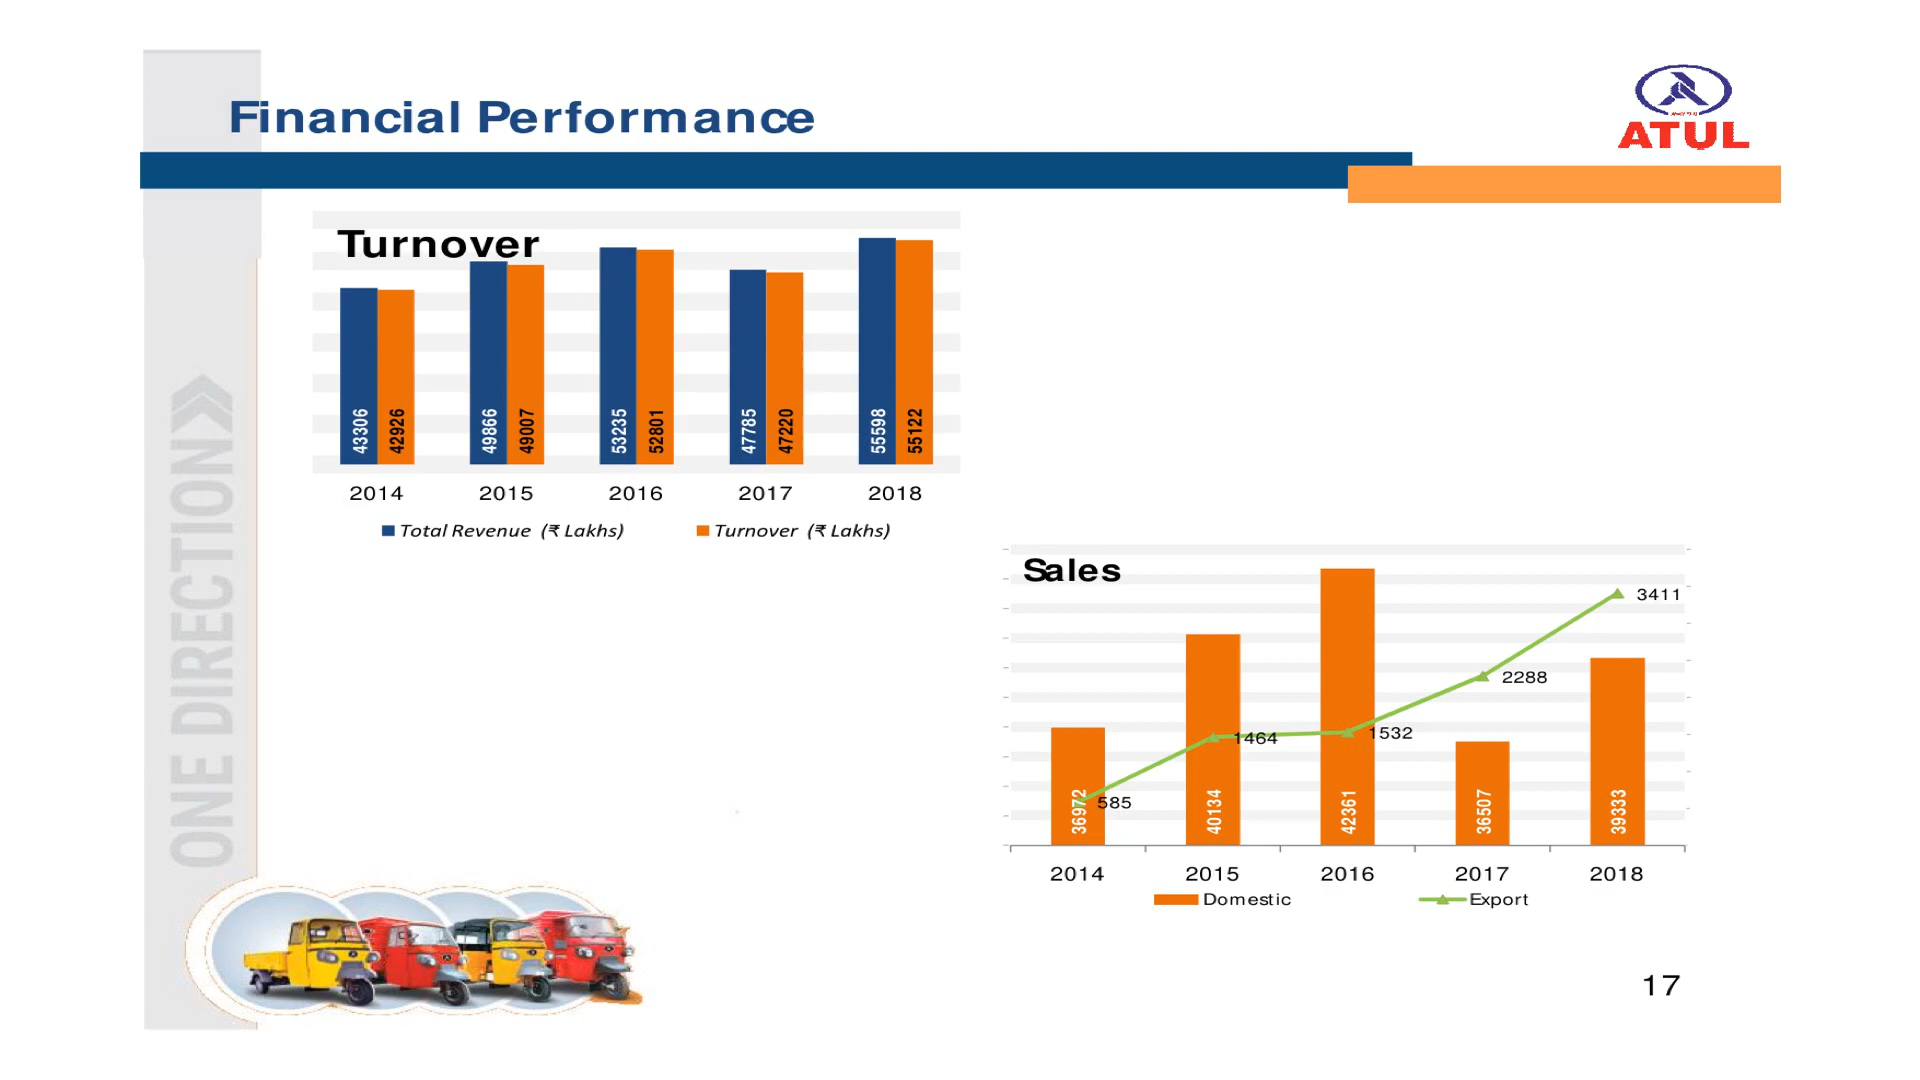 Financial Performance
ATUL
Turnover
43306 42926 49866 49007 53235 52801 47785 47220 55598 55122
2014 2015 2016 2017 2018
Total Revenue (₹ Lakhs) Turnover (₹ Lakhs)
ONE DIRECTION
Sales
3411
2288
1464 1532
585
36972 40134 42361 36507 39333
2014 2015 2016 2017 2018
Domestic Export
17